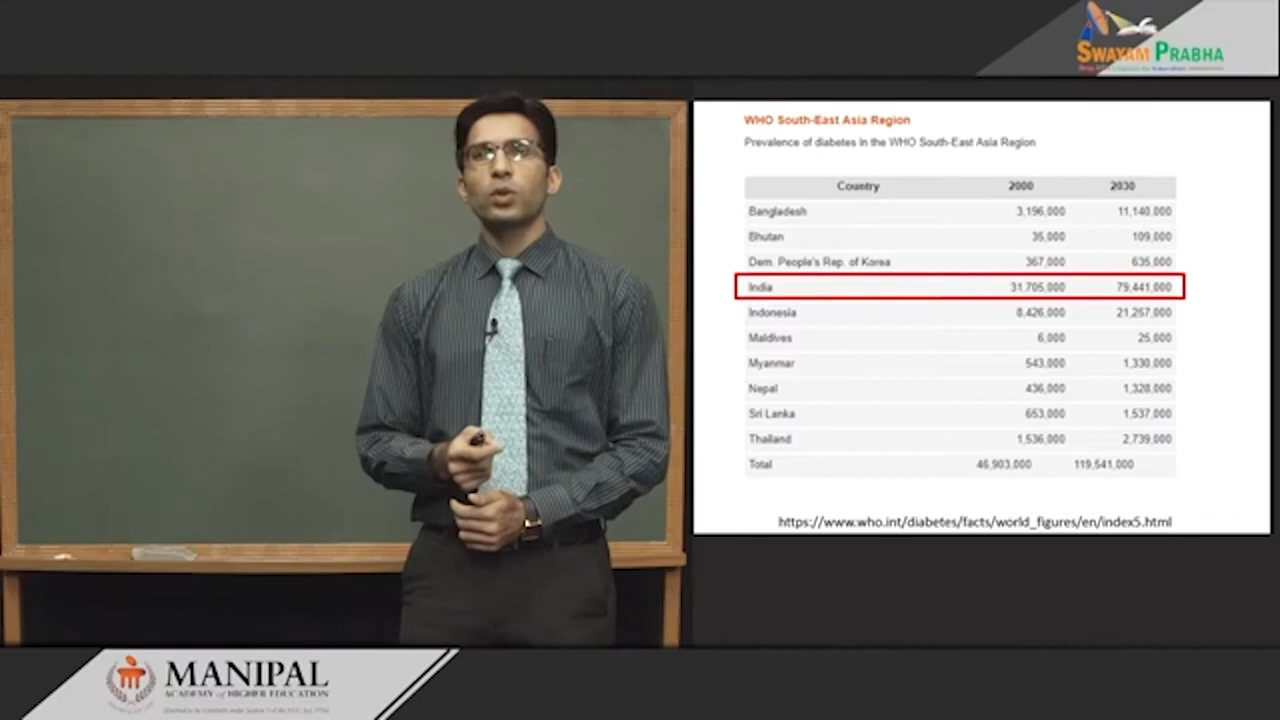 SWAYAM PRABHA
WHO South-East Asia Region
Prevalence of diabetes in the WHO South-East Asia Region
Country 2000 2030
Bangladesh 3,196,000 11,140,000
Bhutan 35,000 109,000
Dem. People's Rep. of Korea 367,000 635,000
India 31,705,000 79,441,000
Indonesia 8,426,000 21,257,000
Maldives 6,000 25,000
Myanmar 543,000 1,330,000
Nepal 436,000 1,328,000
Sri Lanka 653,000 1,537,000
Thailand 1,536,000 2,739,000
Total 46,903,000 119,541,000
https://www.who.int/diabetes/facts/world_figures/en/index5.html
MANIPAL
ACADEMY of HIGHER EDUCATION